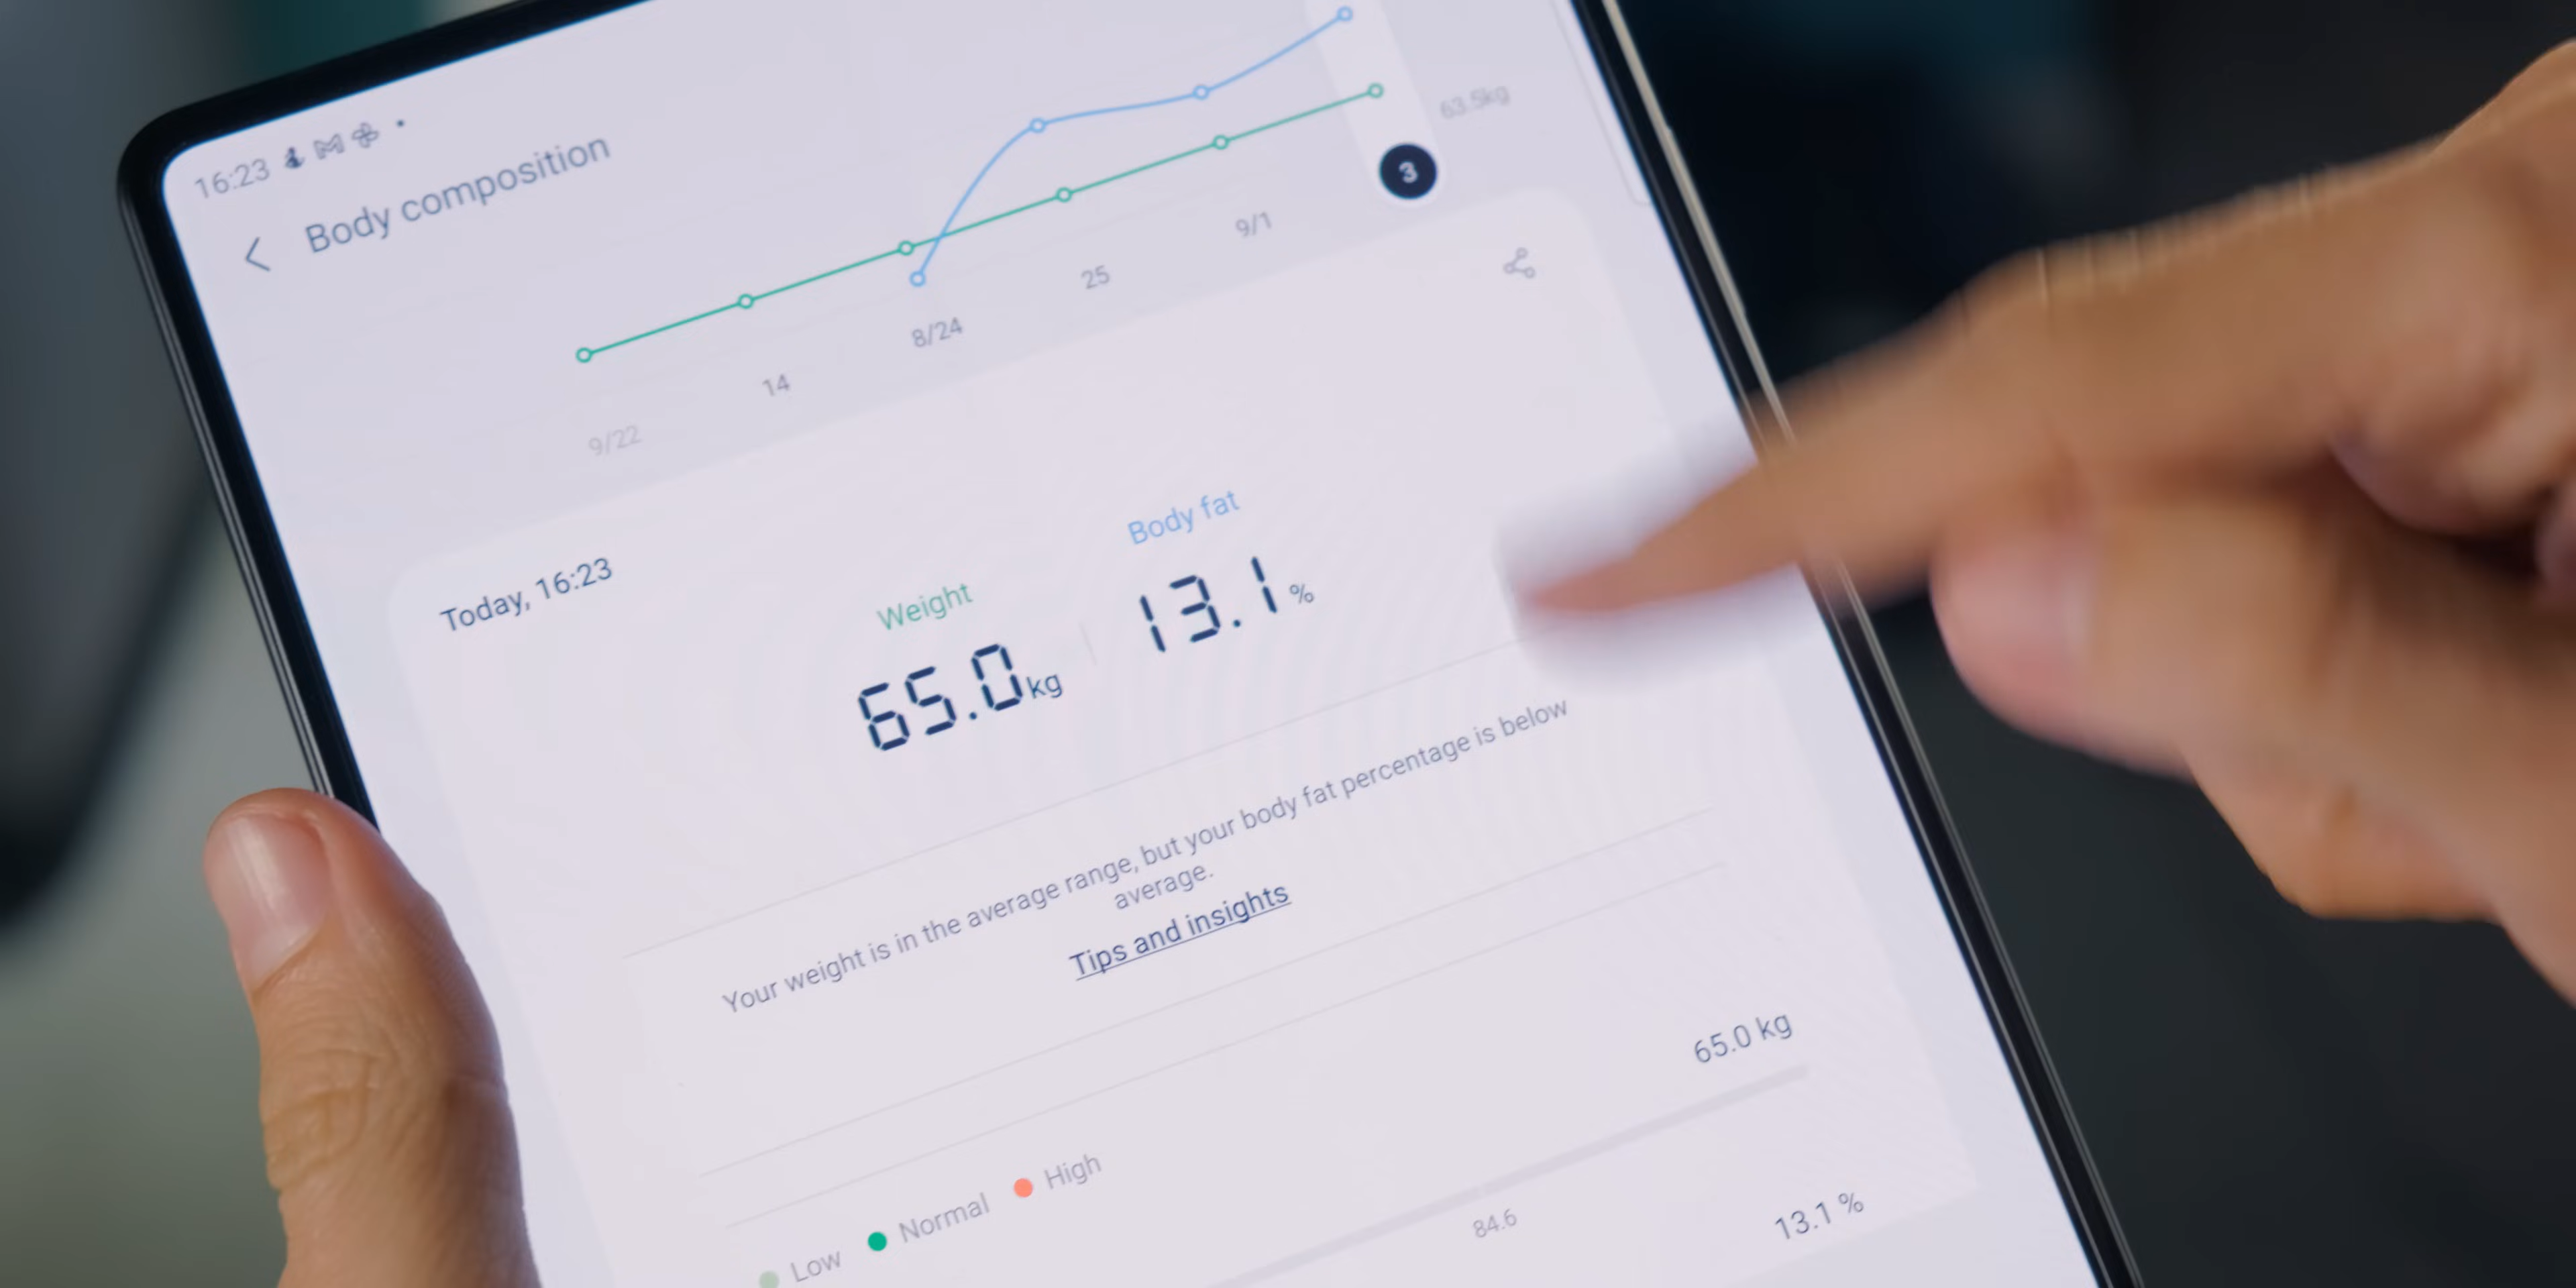 16:23
Body composition
63.5kg
9/22
14
8/24
25
9/1
3
Today, 16:23
Weight
65.0 kg
Body fat
13.1 %
Your weight is in the average range, but your body fat percentage is below
average.
Tips and insights
Low
Normal
High
65.0 kg
84.6
13.1 %